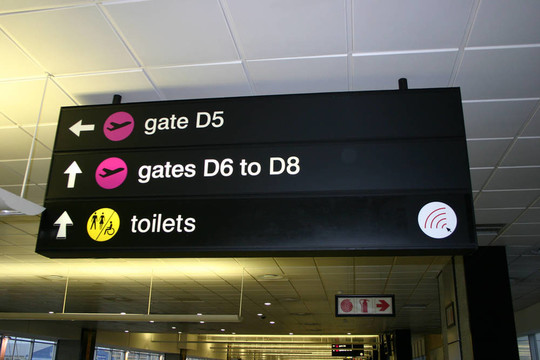 gate D5
gates D6 to D8
toilets